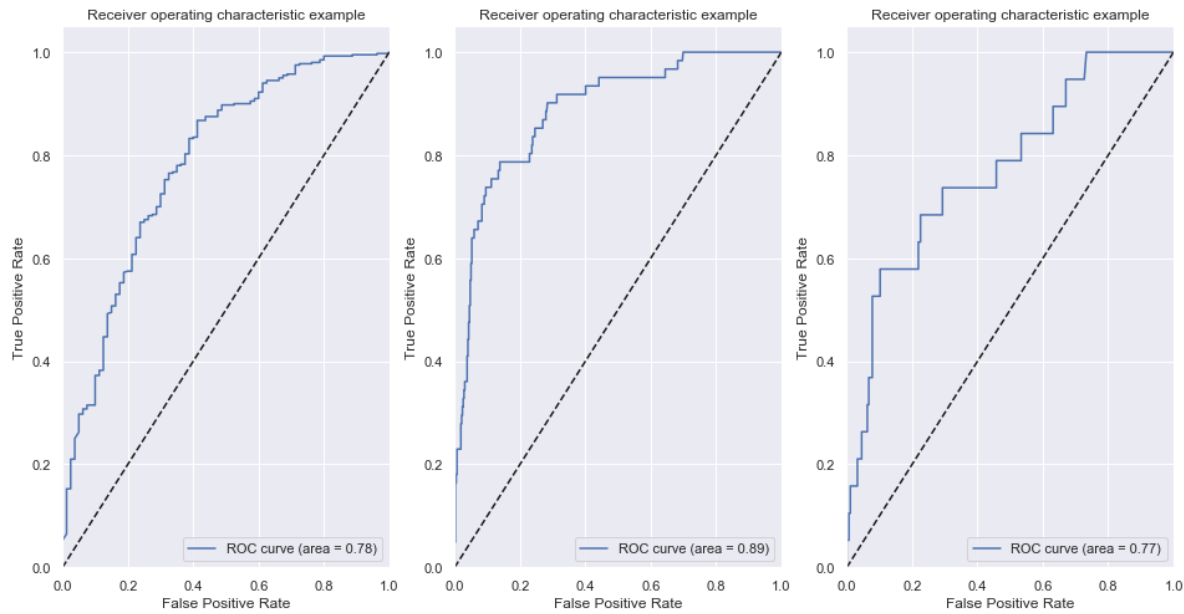 Receiver operating characteristic example
1.0
0.8
0.6
0.4
0.2
0.0
True Positive Rate
ROC curve (area = 0.78)
0.0 0.2 0.4 0.6 0.8 1.0
False Positive Rate
Receiver operating characteristic example
1.0
0.8
0.6
0.4
0.2
0.0
True Positive Rate
ROC curve (area = 0.89)
0.0 0.2 0.4 0.6 0.8 1.0
False Positive Rate
Receiver operating characteristic example
1.0
0.8
0.6
0.4
0.2
0.0
True Positive Rate
ROC curve (area = 0.77)
0.0 0.2 0.4 0.6 0.8 1.0
False Positive Rate